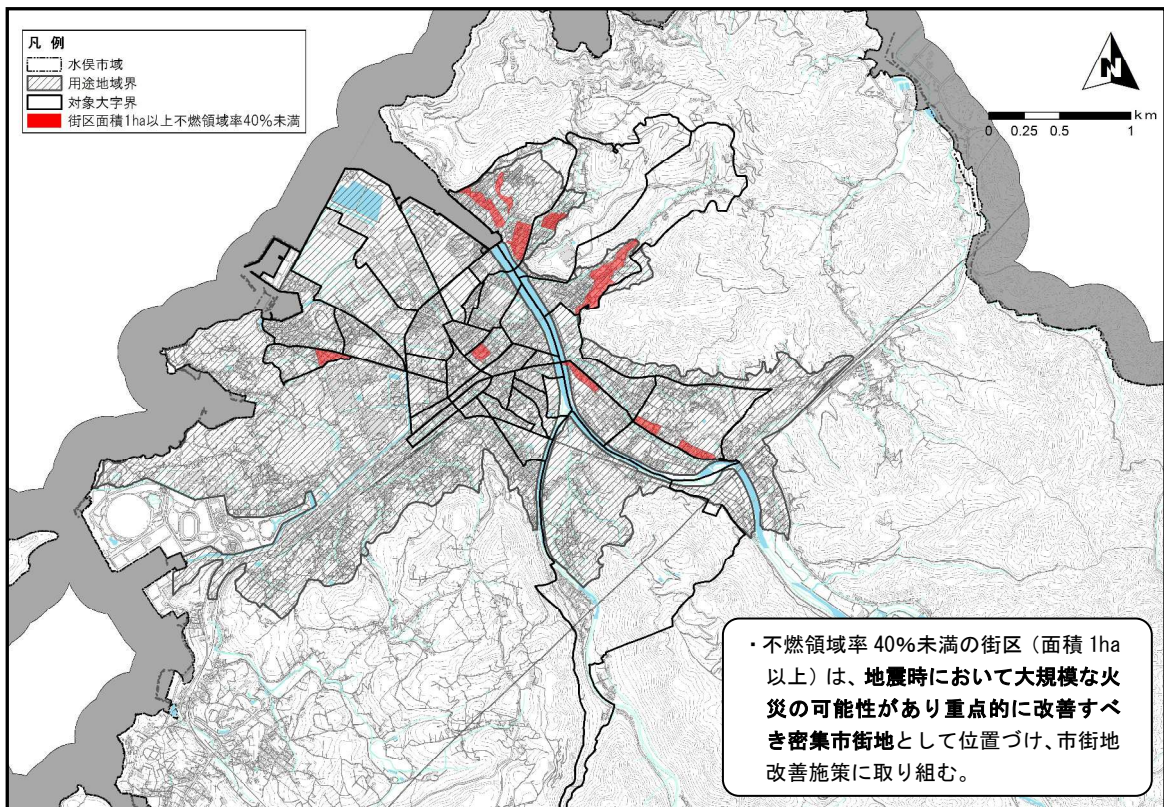 凡 例
水俣市域
用途地域界
対象大字界
街区面積1ha以上不燃領域率40%未満
N
km
0 0.25 0.5 1
・不燃領域率 40%未満の街区（面積 1ha
以上）は、地震時において大規模な火
災の可能性があり重点的に改善すべ
き密集市街地として位置づけ、市街地
改善施策に取り組む。